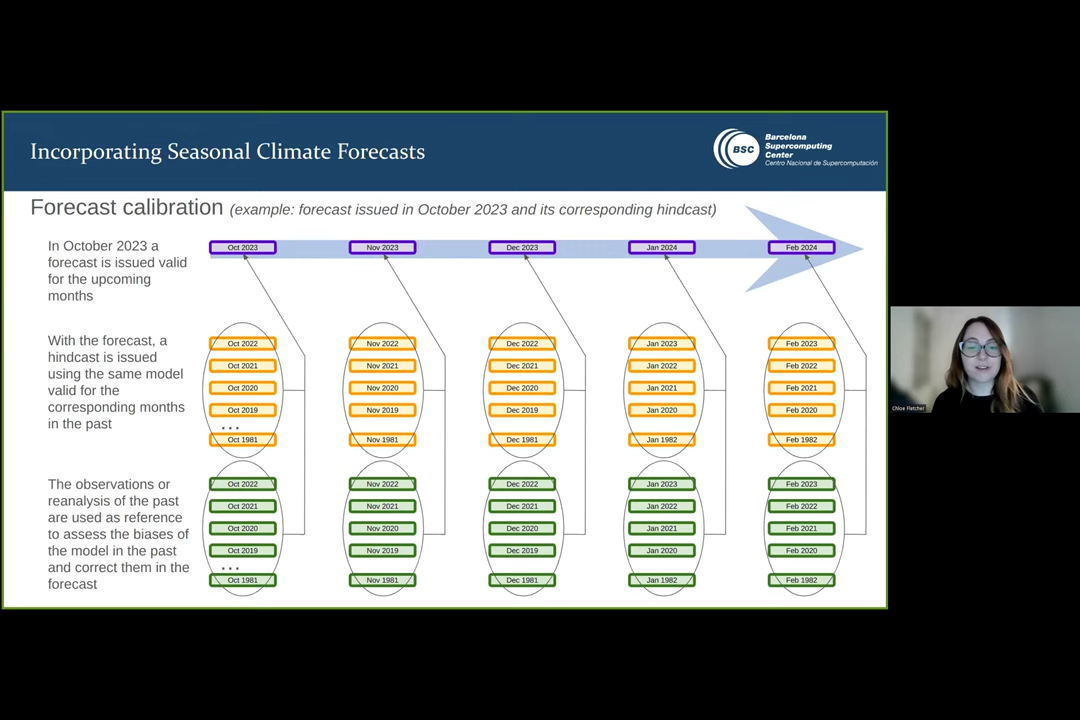 Incorporating Seasonal Climate Forecasts
BSC
Barcelona
Supercomputing
Center
Centro Nacional de Supercomputación
Forecast calibration (example: forecast issued in October 2023 and its corresponding hindcast)
In October 2023 a
forecast is issued valid
for the upcoming
months
Oct 2023 Nov 2023 Dec 2023 Jan 2024 Feb 2024
With the forecast, a
hindcast is issued
using the same model
valid for the
corresponding months
in the past
Oct 2022 Nov 2022 Dec 2022 Jan 2023 Feb 2023
Oct 2021 Nov 2021 Dec 2021 Jan 2022 Feb 2022
Oct 2020 Nov 2020 Dec 2020 Jan 2021 Feb 2021
Oct 2019 Nov 2019 Dec 2019 Jan 2020 Feb 2020
...
Oct 1981 Nov 1981 Dec 1981 Jan 1982 Feb 1982
The observations or
reanalysis of the past
are used as reference
to assess the biases of
the model in the past
and correct them in the
forecast
Oct 2022 Nov 2022 Dec 2022 Jan 2023 Feb 2023
Oct 2021 Nov 2021 Dec 2021 Jan 2022 Feb 2022
Oct 2020 Nov 2020 Dec 2020 Jan 2021 Feb 2021
Oct 2019 Nov 2019 Dec 2019 Jan 2020 Feb 2020
...
Oct 1981 Nov 1981 Dec 1981 Jan 1982 Feb 1982
Chloe Fletcher